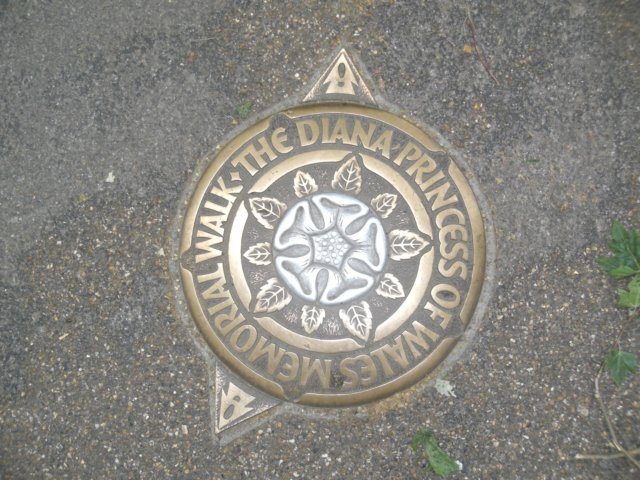 THE DIANA PRINCESS OF WALES MEMORIAL WALK